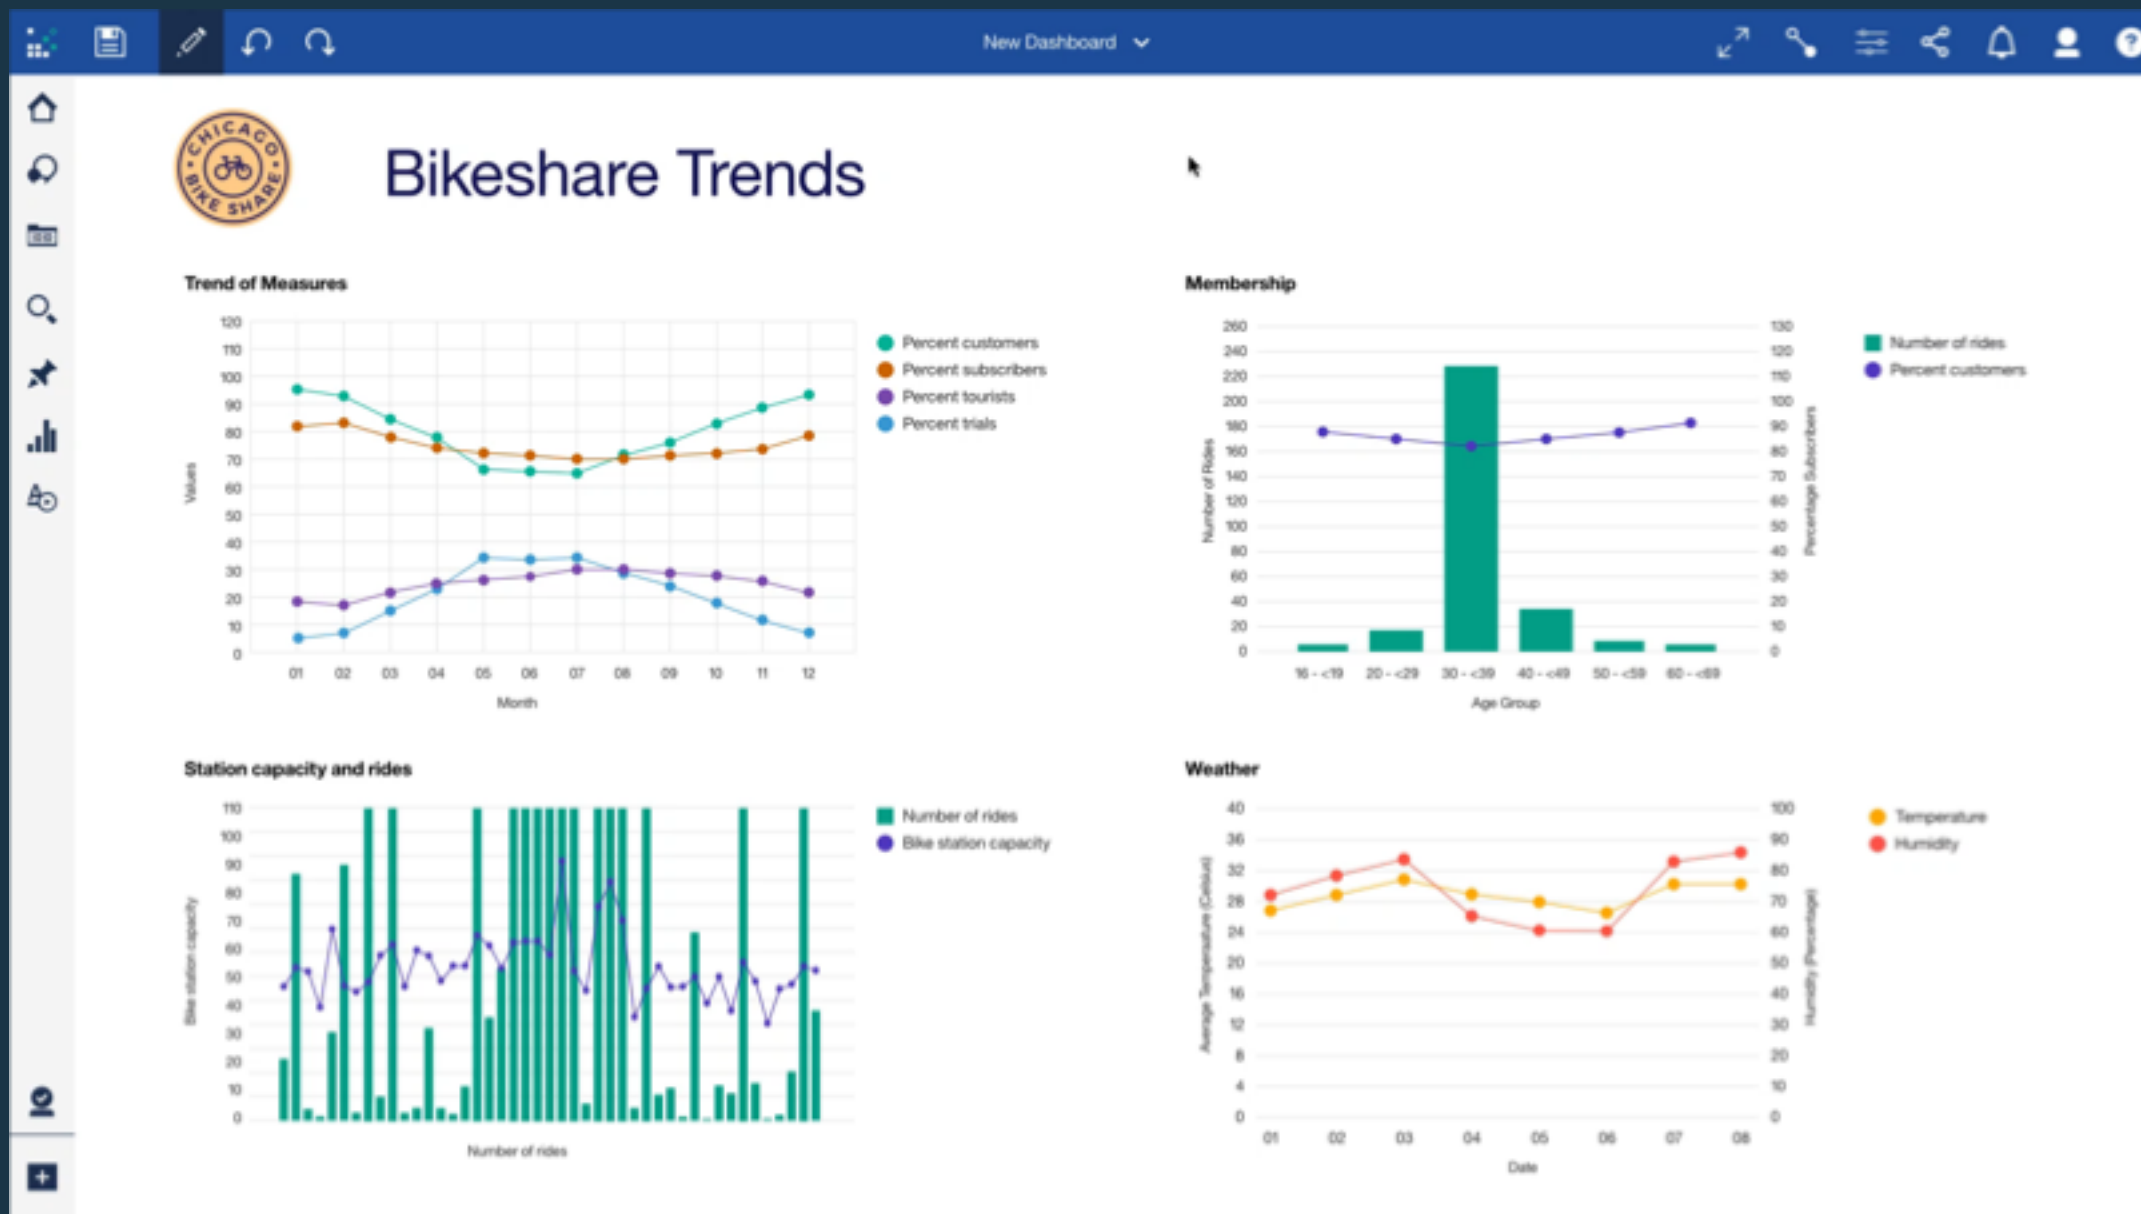 New Dashboard
?
CHICAGO
BIKE SHARE
Bikeshare Trends
Trend of Measures
120
110
100
90
80
70
60
50
40
30
20
10
0
Values
01 02 03 04 05 06 07 08 09 10 11 12
Month
Percent customers
Percent subscribers
Percent tourists
Percent trials
Membership
260
240
220
200
180
160
140
120
100
80
60
40
20
0
Number of Rides
130
120
110
100
90
80
70
60
50
40
30
20
10
0
Percentage Subscribers
16 - <19 20 - <29 30 - <39 40 - <49 50 - <59 60 - <69
Age Group
Number of rides
Percent customers
Station capacity and rides
110
100
90
80
70
60
50
40
30
20
10
0
Bike station capacity
Number of rides
Number of rides
Bike station capacity
Weather
40
36
32
28
24
20
16
12
8
4
0
Average Temperaature (Celsius)
100
90
80
70
60
50
40
30
20
10
0
Humidity (Percentage)
01 02 03 04 05 06 07 08
Date
Temperature
Humidity